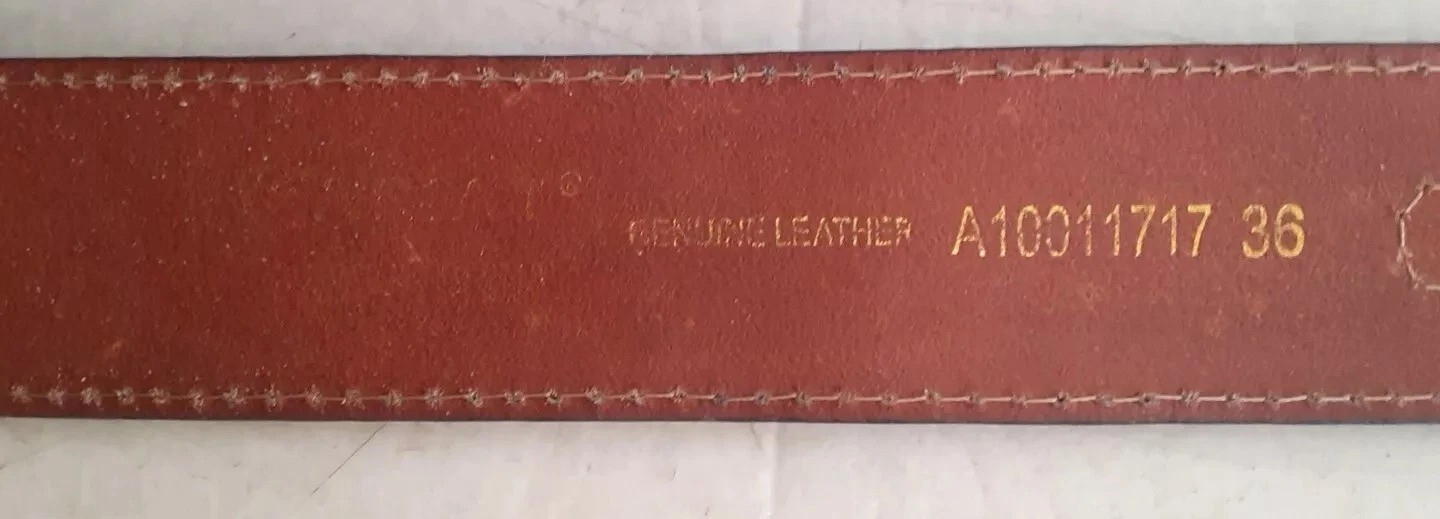 GENUINE LEATHER A10011717 36